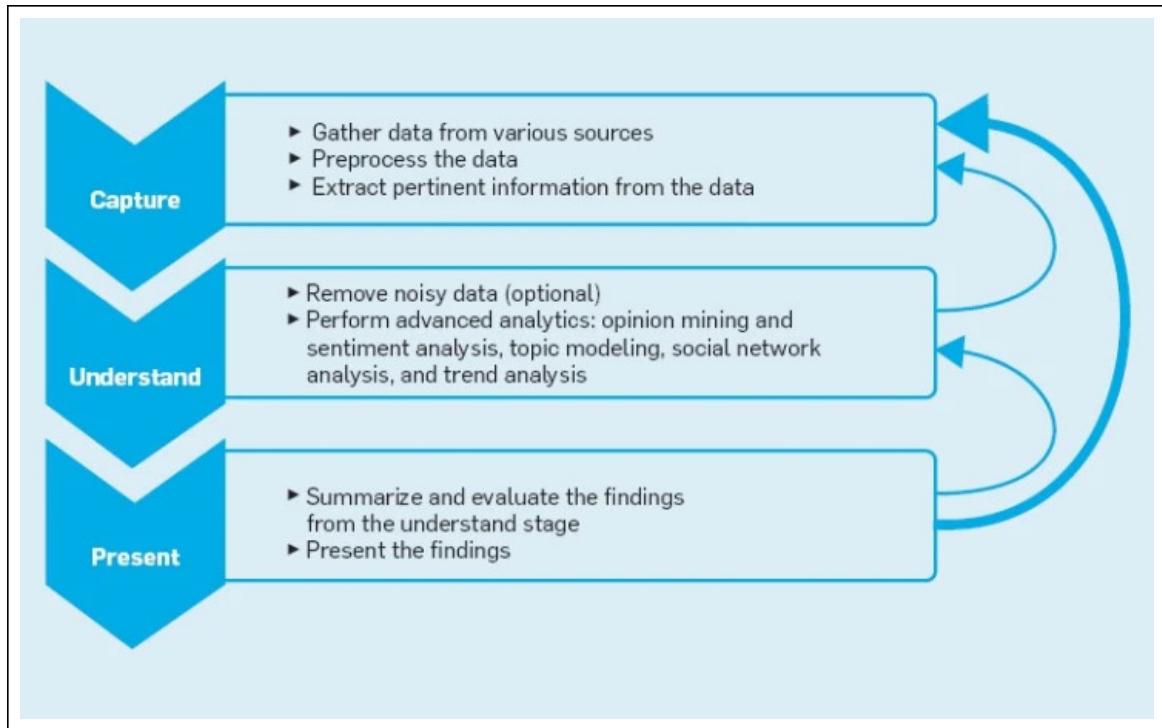 Capture
► Gather data from various sources
► Preprocess the data
► Extract pertinent information from the data
Understand
► Remove noisy data (optional)
► Perform advanced analytics: opinion mining and
sentiment analysis, topic modeling, social network
analysis, and trend analysis
Present
► Summarize and evaluate the findings
from the understand stage
► Present the findings